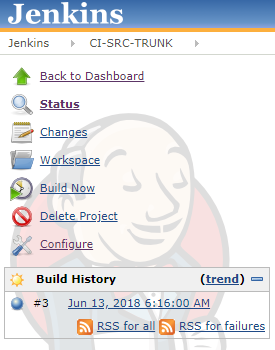 Jenkins
Jenkins CI-SRC-TRUNK
Back to Dashboard
Status
Changes
Workspace
Build Now
Delete Project
Configure
Build History (trend)
#3 Jun 13, 2018 6:16:00 AM
RSS for all RSS for failures